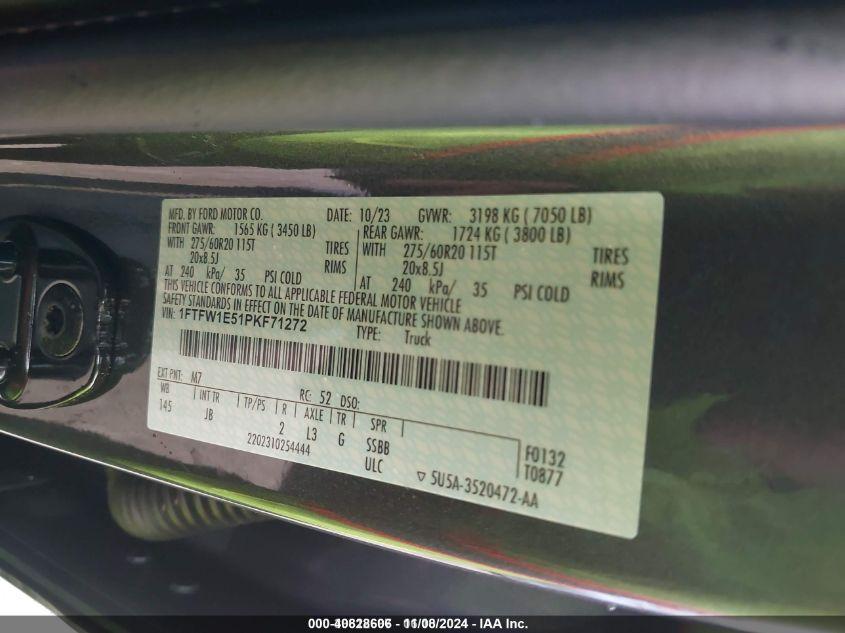 MFD. BY FORD MOTOR CO. DATE: 10/23 GVWR: 3198 KG ( 7050 LB)
FRONT GAWR: 1565 KG ( 3450 LB) REAR GAWR: 1724 KG ( 3800 LB)
WITH 275/60R20 115T TIRES WITH 275/60R20 115T TIRES
20x8.5J RIMS 20x8.5J RIMS
AT 240 kPa/ 35 PSI COLD AT 240 kPa/ 35 PSI COLD
THIS VEHICLE CONFORMS TO ALL APPLICABLE FEDERAL MOTOR VEHICLE
SAFETY STANDARDS IN EFFECT ON THE DATE OF MANUFACTURE SHOWN ABOVE.
VIN: 1FTFW1E51PKF71272 TYPE: Truck
EXT PNT: M7 RC: 52 DSO:
WB INT TR TP/PS R AXLE TR SPR
145 JB 2 L3 G SSBB
2202310254444 ULC
F0132
T0877
▽ 5U5A-3520472-AA
11/08/2024 - IAA Inc.